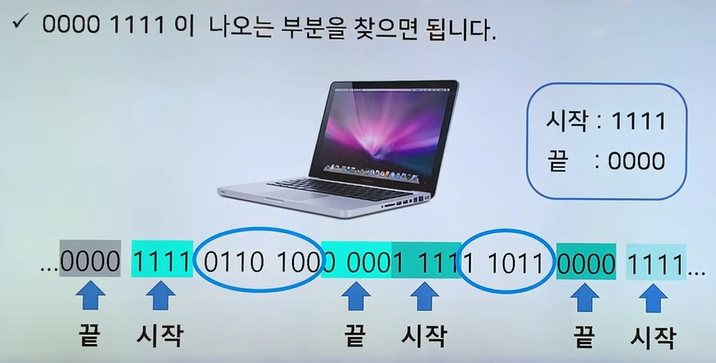 ✓ 0000 1111 이 나오는 부분을 찾으면 됩니다.
시작 : 1111
끝 : 0000
...0000 1111 0110 1000 0001 1111 1011 0000 1111...
끝 시작 끝 시작 끝 시작